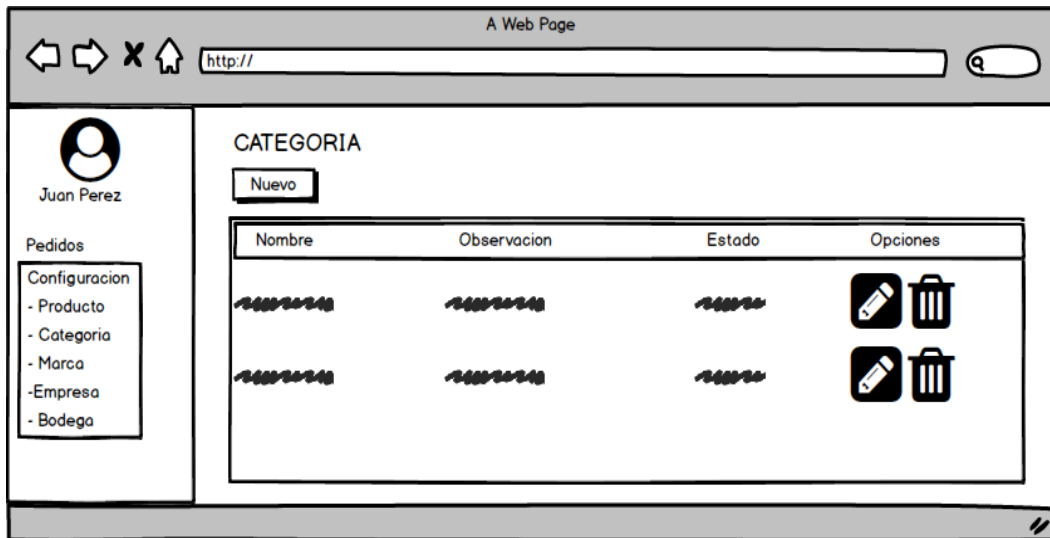 A Web Page
http://
Juan Perez
Pedidos
Configuracion
- Producto
- Categoria
- Marca
-Empresa
- Bodega
CATEGORIA
Nuevo
Nombre Observacion Estado Opciones